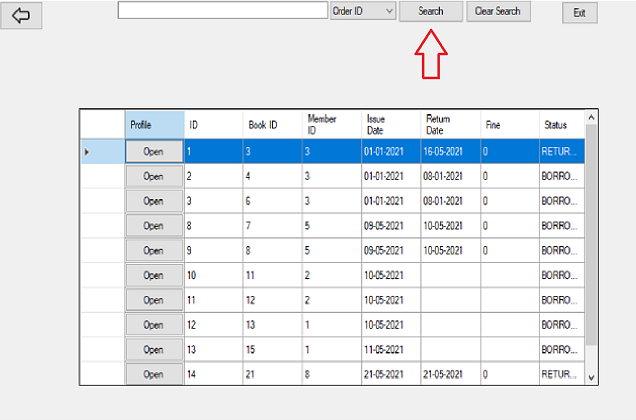 Order ID Search Clear Search Exit
Profile ID Book ID Member ID Issue Date Return Date Fine Status
Open 1 3 3 01-01-2021 16-05-2021 0 RETUR...
Open 2 4 3 01-01-2021 08-01-2021 0 BORRO...
Open 3 6 3 01-01-2021 08-01-2021 0 BORRO...
Open 8 7 5 09-05-2021 10-05-2021 0 BORRO...
Open 9 8 5 09-05-2021 10-05-2021 0 BORRO...
Open 10 11 2 10-05-2021 BORRO...
Open 11 12 2 10-05-2021 BORRO...
Open 12 13 1 10-05-2021 BORRO...
Open 13 15 1 11-05-2021 BORRO...
Open 14 21 8 21-05-2021 21-05-2021 0 RETUR...